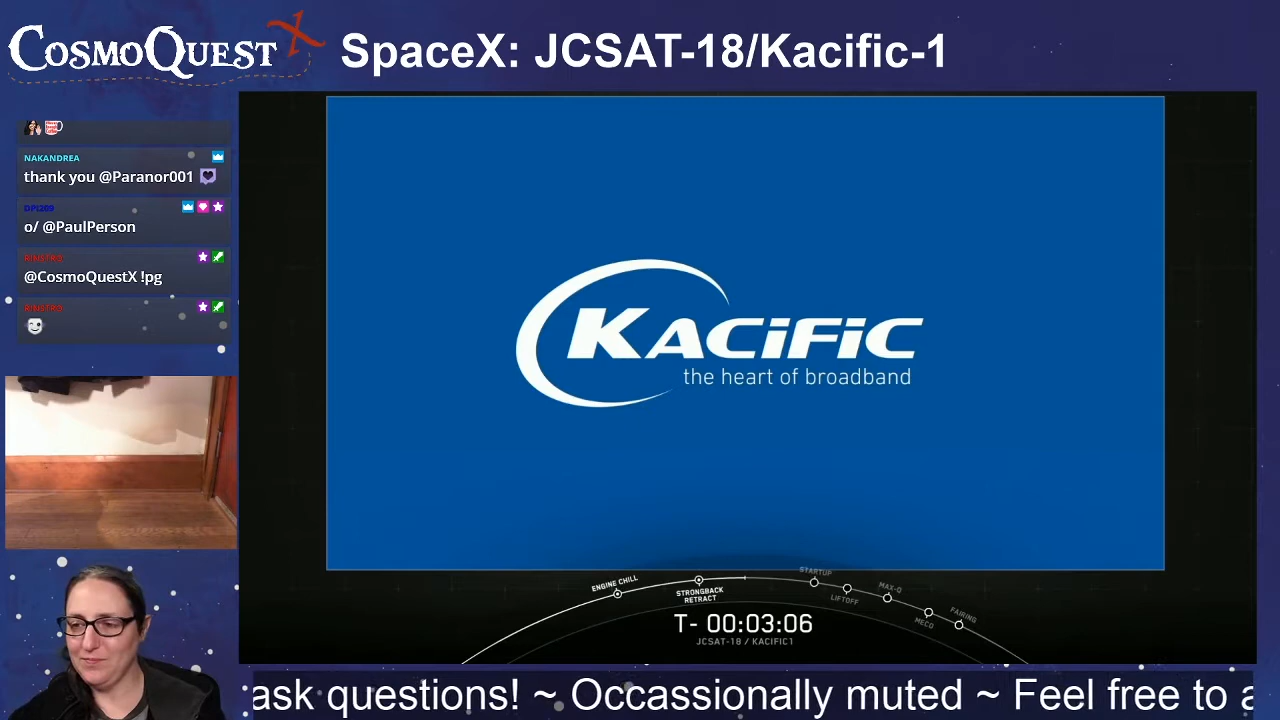 CosmoQuest X
SpaceX: JCSAT-18/Kacific-1
NAKANDREA
thank you @Paranor001
o/ @PaulPerson
@CosmoQuestX !pg
KACIFIC
the heart of broadband
ENGINE CHILL
STRONGBACK
RETRACT
STARTUP
LIFTOFF
MAX-Q
MECO
FAIRING
T- 00:03:06
JCSAT-18 / KACIFIC1
ask questions! ~ Occassionally muted ~ Feel free to a